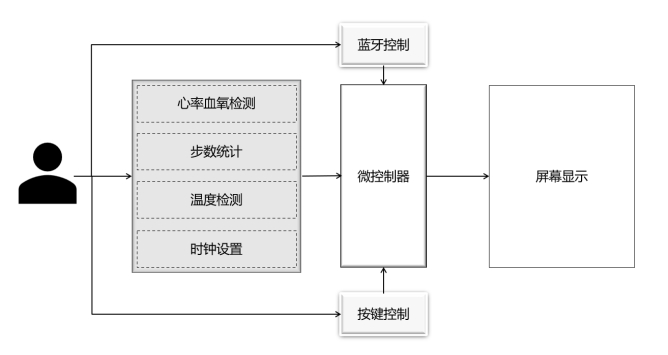 蓝牙控制
心率血氧检测
步数统计
温度检测
时钟设置
微控制器
屏幕显示
按键控制